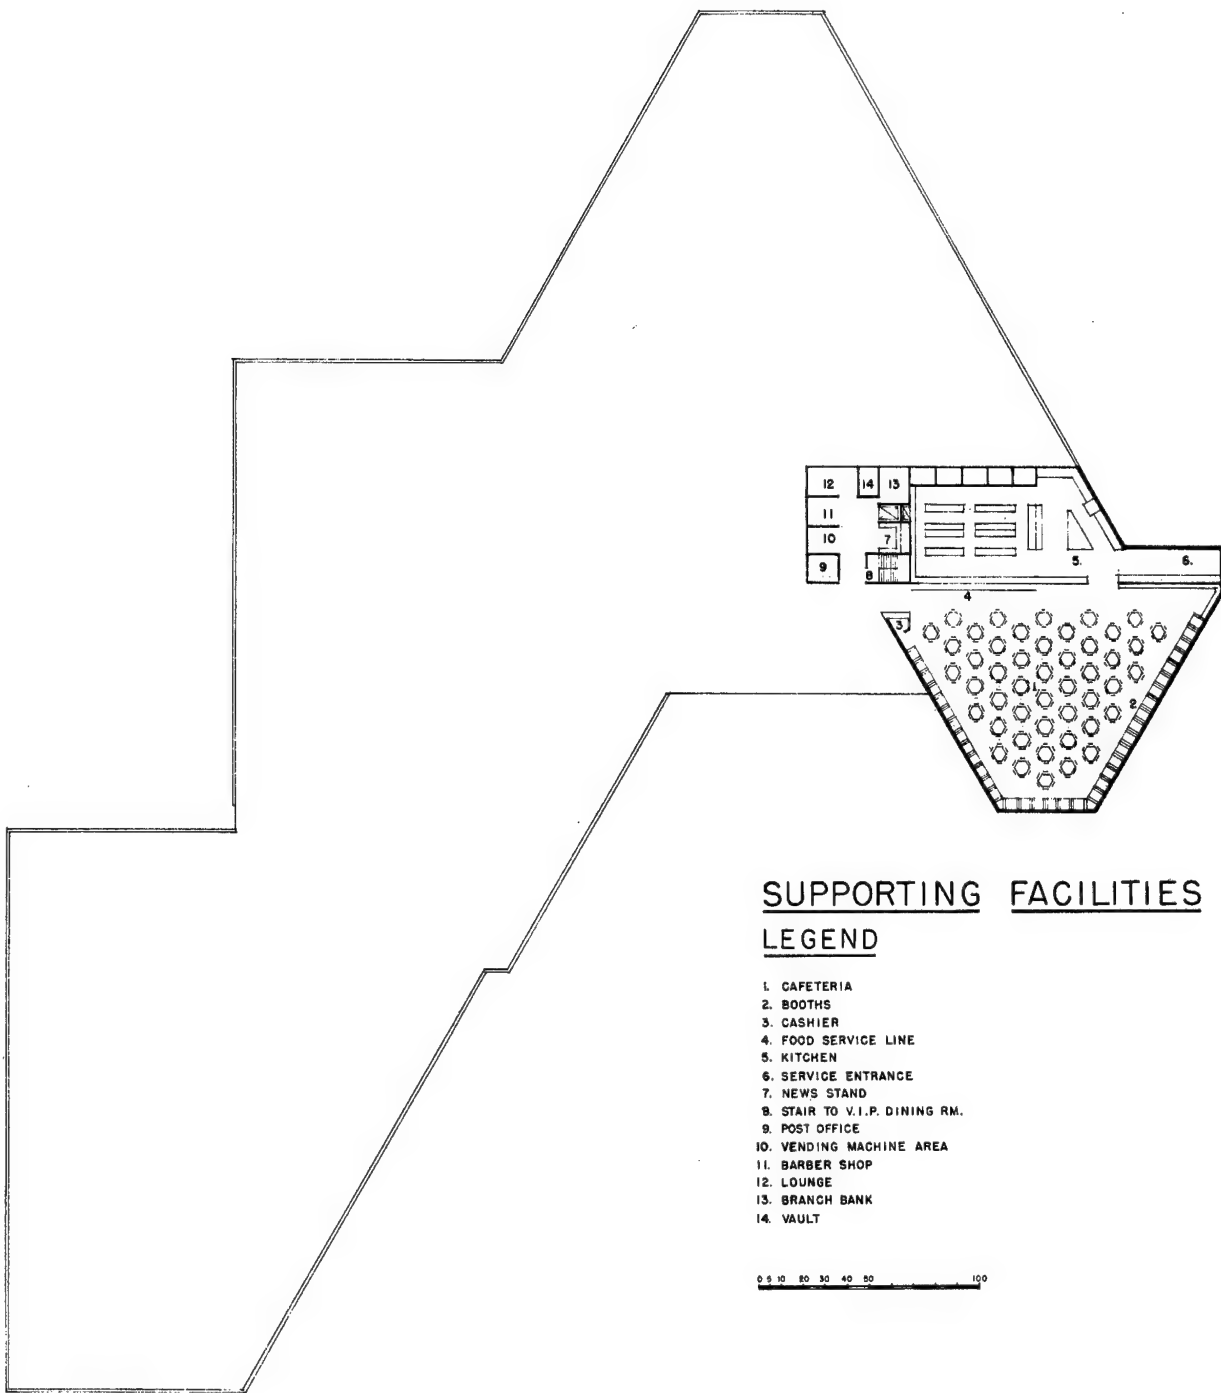 12 14 13
11
10 7
9 8 5. 6.
4
3
1.
2
SUPPORTING FACILITIES
LEGEND
1. CAFETERIA
2. BOOTHS
3. CASHIER
4. FOOD SERVICE LINE
5. KITCHEN
6. SERVICE ENTRANCE
7. NEWS STAND
8. STAIR TO V.I.P. DINING RM.
9. POST OFFICE
10. VENDING MACHINE AREA
11. BARBER SHOP
12. LOUNGE
13. BRANCH BANK
14. VAULT
0 5 10 20 30 40 50 100